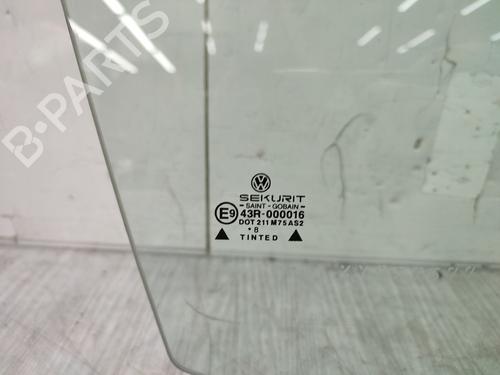 B-PARTS
SEKURIT
- SAINT - GOBAIN -
E9 43R-000016
DOT 211 M75 AS2
• 8
TINTED